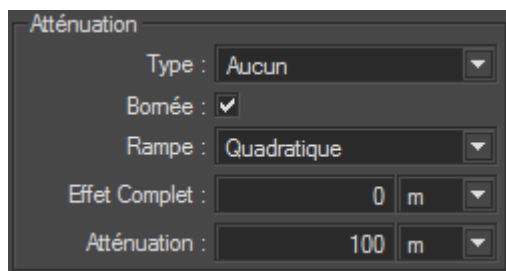 Atténuation
Type : Aucun
Bornée :
Rampe : Quadratique
Effet Complet : 0 m
Atténuation : 100 m